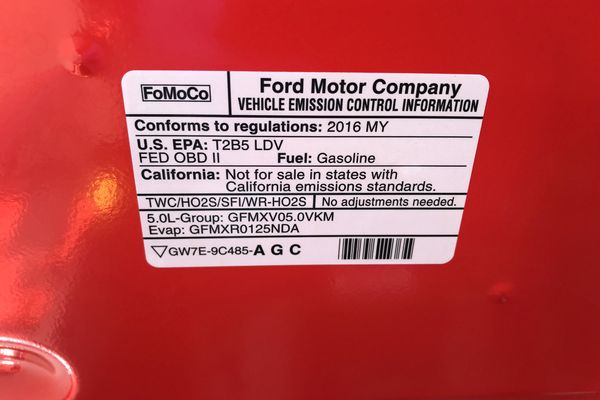 FoMoCo
Ford Motor Company
VEHICLE EMISSION CONTROL INFORMATION
Conforms to regulations: 2016 MY
U.S. EPA: T2B5 LDV
FED OBD II Fuel: Gasoline
California: Not for sale in states with
California emissions standards.
TWC/HO2S/SFI/WR-HO2S No adjustments needed.
5.0L-Group: GFMXV05.0VKM
Evap: GFMXR0125NDA
GW7E-9C485-A G C